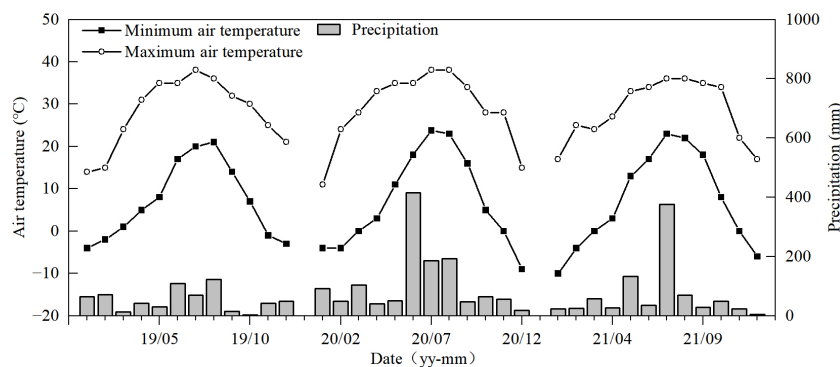 Minimum air temperature
Precipitation
Maximum air temperature
Air temperature (°C)
50
40
30
20
10
0
−10
−20
Precipitation (mm)
1000
800
600
400
200
0
19/05 19/10 20/02 20/07 20/12 21/04 21/09
Date（yy-mm）